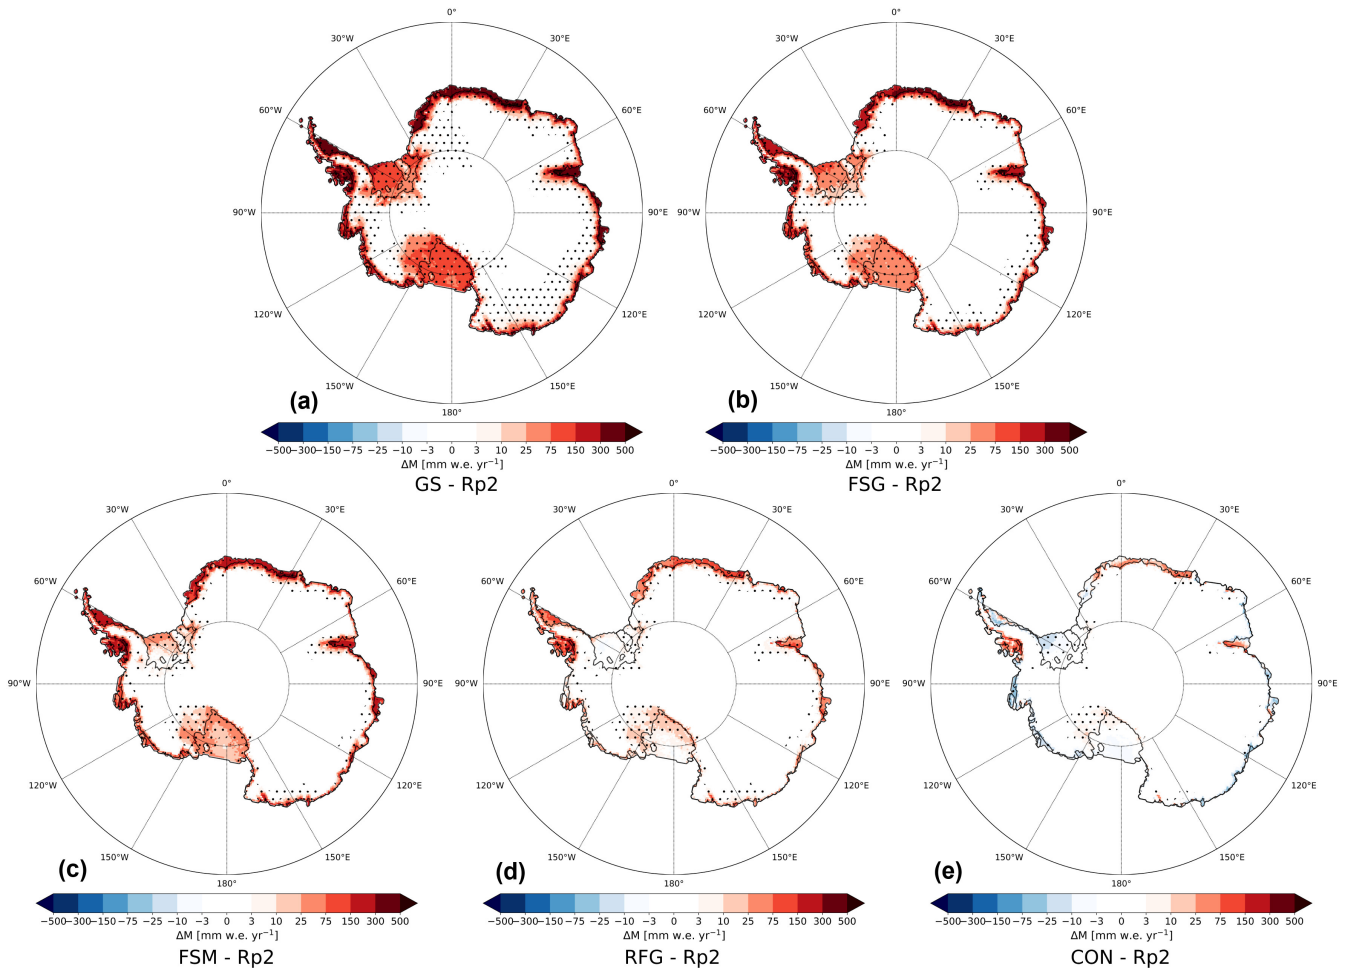 0°
30°W
30°E
60°W
60°E
90°W
90°E
120°W
120°E
150°W
150°E
180°
(a)
−500−300−150 −75 −25 −10 −3 0 3 10 25 75 150 300 500
ΔM [mm w.e. yr⁻¹]
GS - Rp2
0°
30°W
30°E
60°W
60°E
90°W
90°E
120°W
120°E
150°W
150°E
180°
(b)
−500−300−150 −75 −25 −10 −3 0 3 10 25 75 150 300 500
ΔM [mm w.e. yr⁻¹]
FSG - Rp2
0°
30°W
30°E
60°W
60°E
90°W
90°E
120°W
120°E
150°W
150°E
180°
(c)
−500−300−150 −75 −25 −10 −3 0 3 10 25 75 150 300 500
ΔM [mm w.e. yr⁻¹]
FSM - Rp2
0°
30°W
30°E
60°W
60°E
90°W
90°E
120°W
120°E
150°W
150°E
180°
(d)
−500−300−150 −75 −25 −10 −3 0 3 10 25 75 150 300 500
ΔM [mm w.e. yr⁻¹]
RFG - Rp2
0°
30°W
30°E
60°W
60°E
90°W
90°E
120°W
120°E
150°W
150°E
180°
(e)
−500−300−150 −75 −25 −10 −3 0 3 10 25 75 150 300 500
ΔM [mm w.e. yr⁻¹]
CON - Rp2